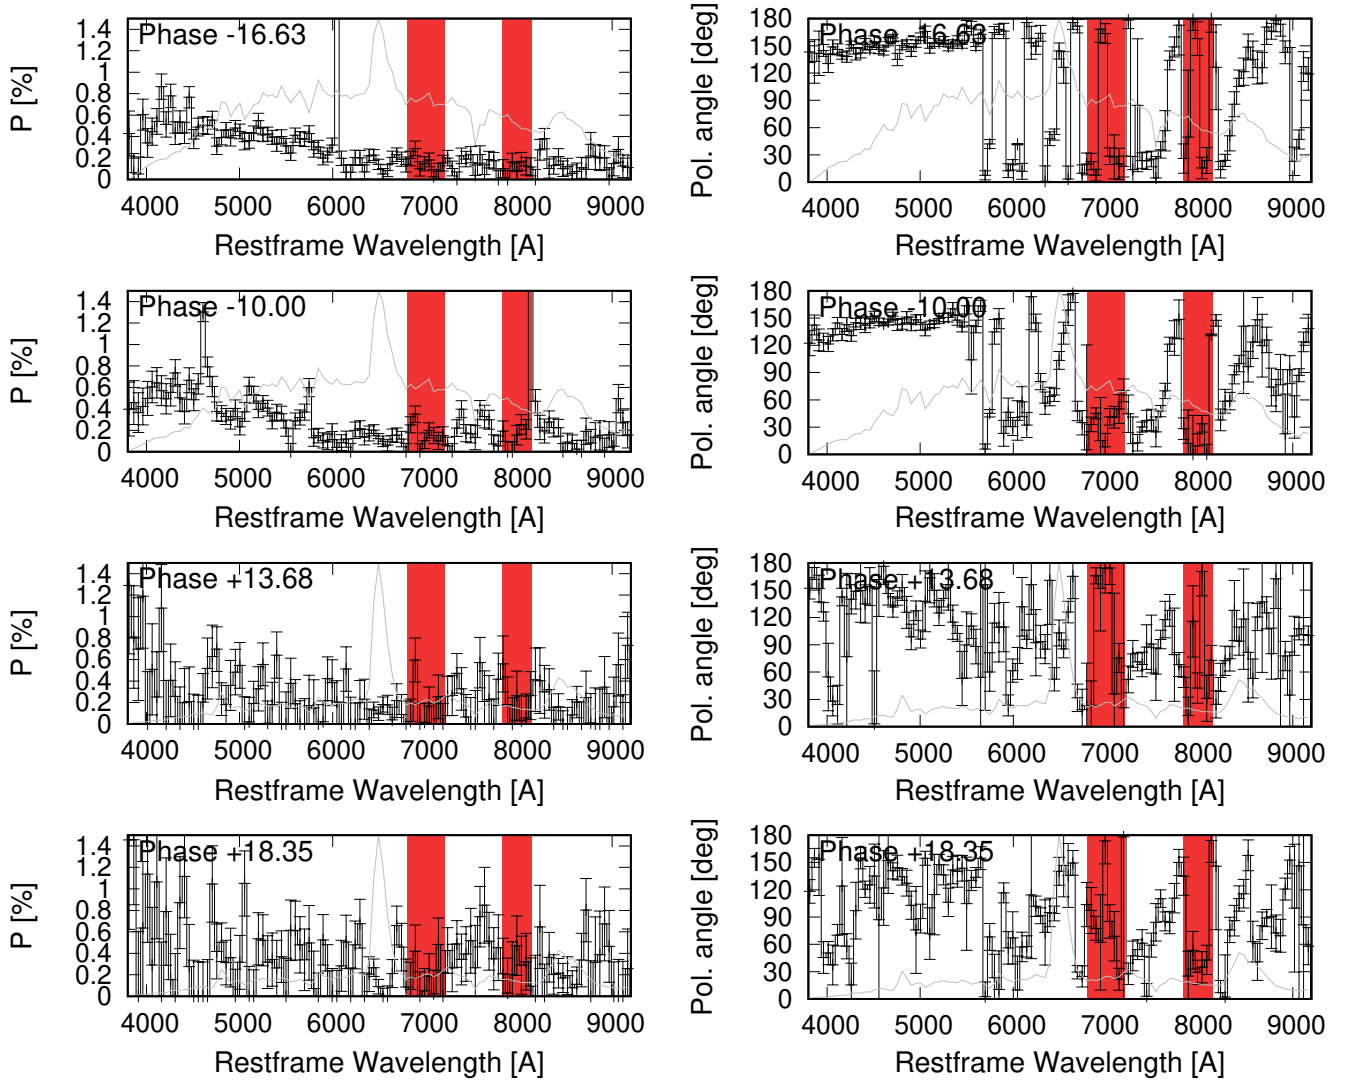 P [%]
1.4
1.2
1
0.8
0.6
0.4
0.2
0
Phase -16.63
4000 5000 6000 7000 8000 9000
Restframe Wavelength [A]
Pol. angle [deg]
180
150
120
90
60
30
0
Phase -16.63
4000 5000 6000 7000 8000 9000
Restframe Wavelength [A]
P [%]
1.4
1.2
1
0.8
0.6
0.4
0.2
0
Phase -10.00
4000 5000 6000 7000 8000 9000
Restframe Wavelength [A]
Pol. angle [deg]
180
150
120
90
60
30
0
Phase -10.00
4000 5000 6000 7000 8000 9000
Restframe Wavelength [A]
P [%]
1.4
1.2
1
0.8
0.6
0.4
0.2
0
Phase +13.68
4000 5000 6000 7000 8000 9000
Restframe Wavelength [A]
Pol. angle [deg]
180
150
120
90
60
30
0
Phase +13.68
4000 5000 6000 7000 8000 9000
Restframe Wavelength [A]
P [%]
1.4
1.2
1
0.8
0.6
0.4
0.2
0
Phase +18.35
4000 5000 6000 7000 8000 9000
Restframe Wavelength [A]
Pol. angle [deg]
180
150
120
90
60
30
0
Phase +18.35
4000 5000 6000 7000 8000 9000
Restframe Wavelength [A]